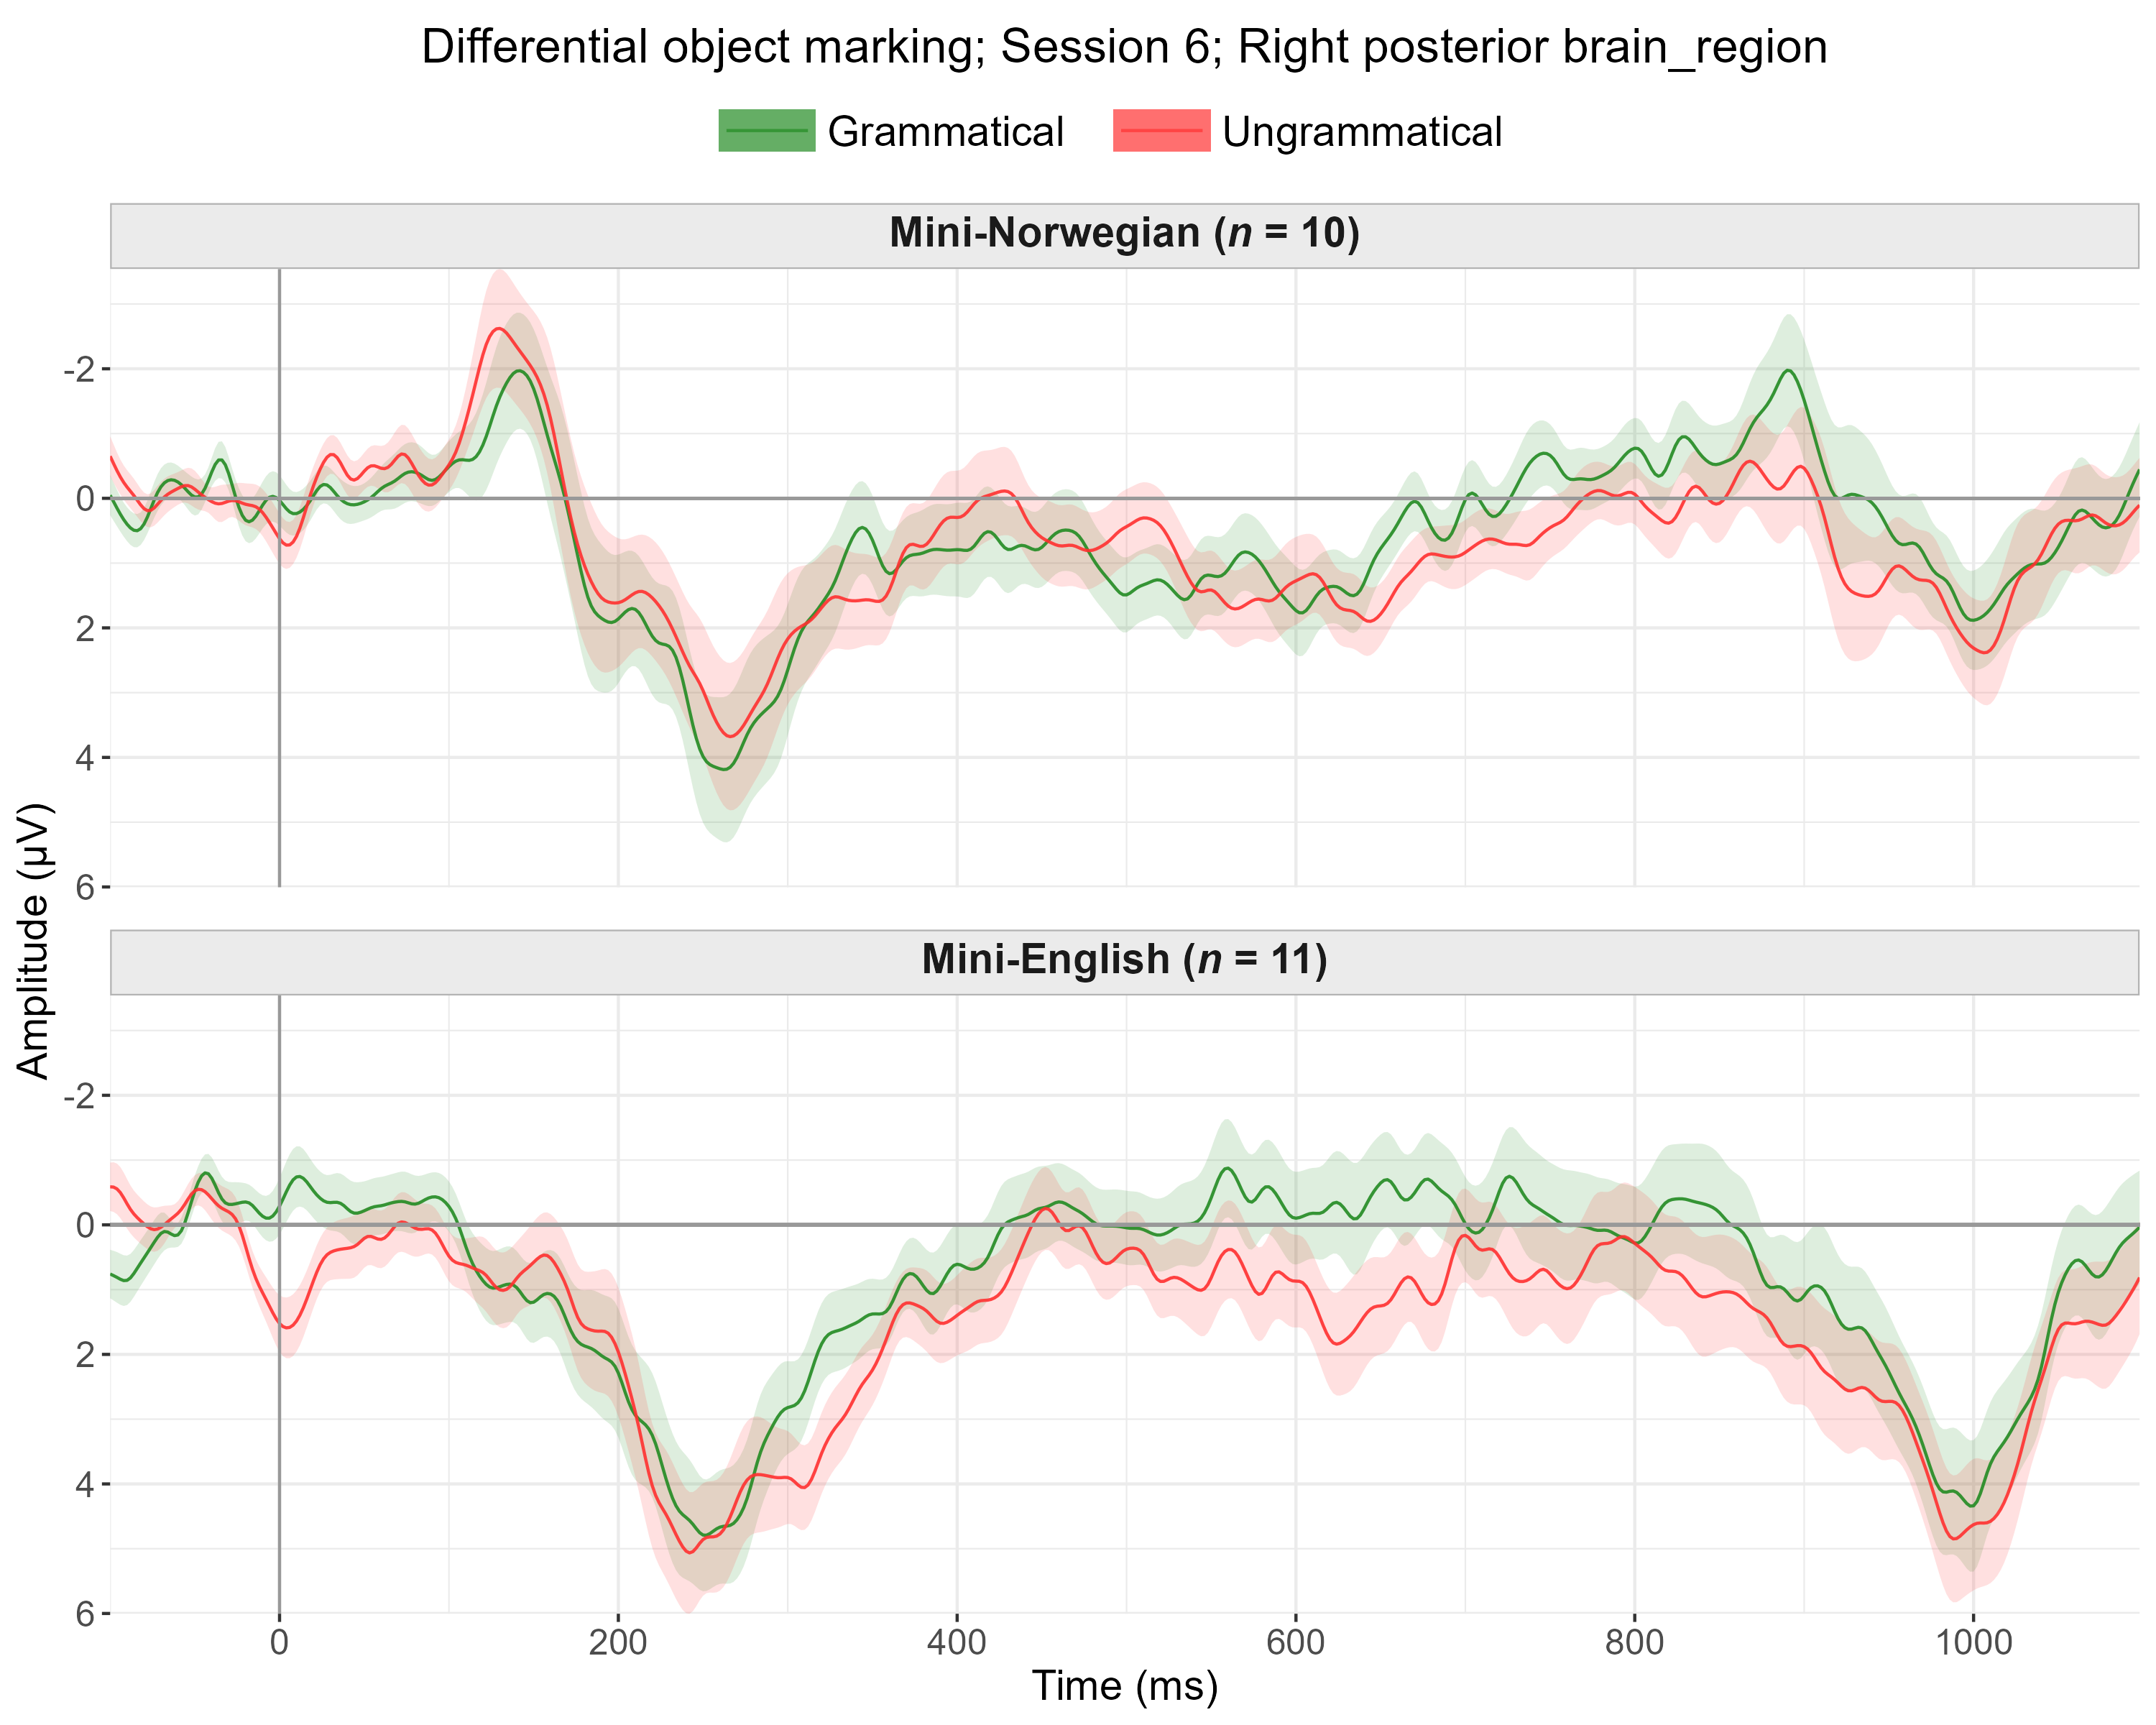 Differential object marking; Session 6; Right posterior brain_region
Grammatical
Ungrammatical
Mini-Norwegian (n = 10)
-2
0
2
4
6
Amplitude (µV)
Mini-English (n = 11)
-2
0
2
4
6
0 200 400 600 800 1000
Time (ms)